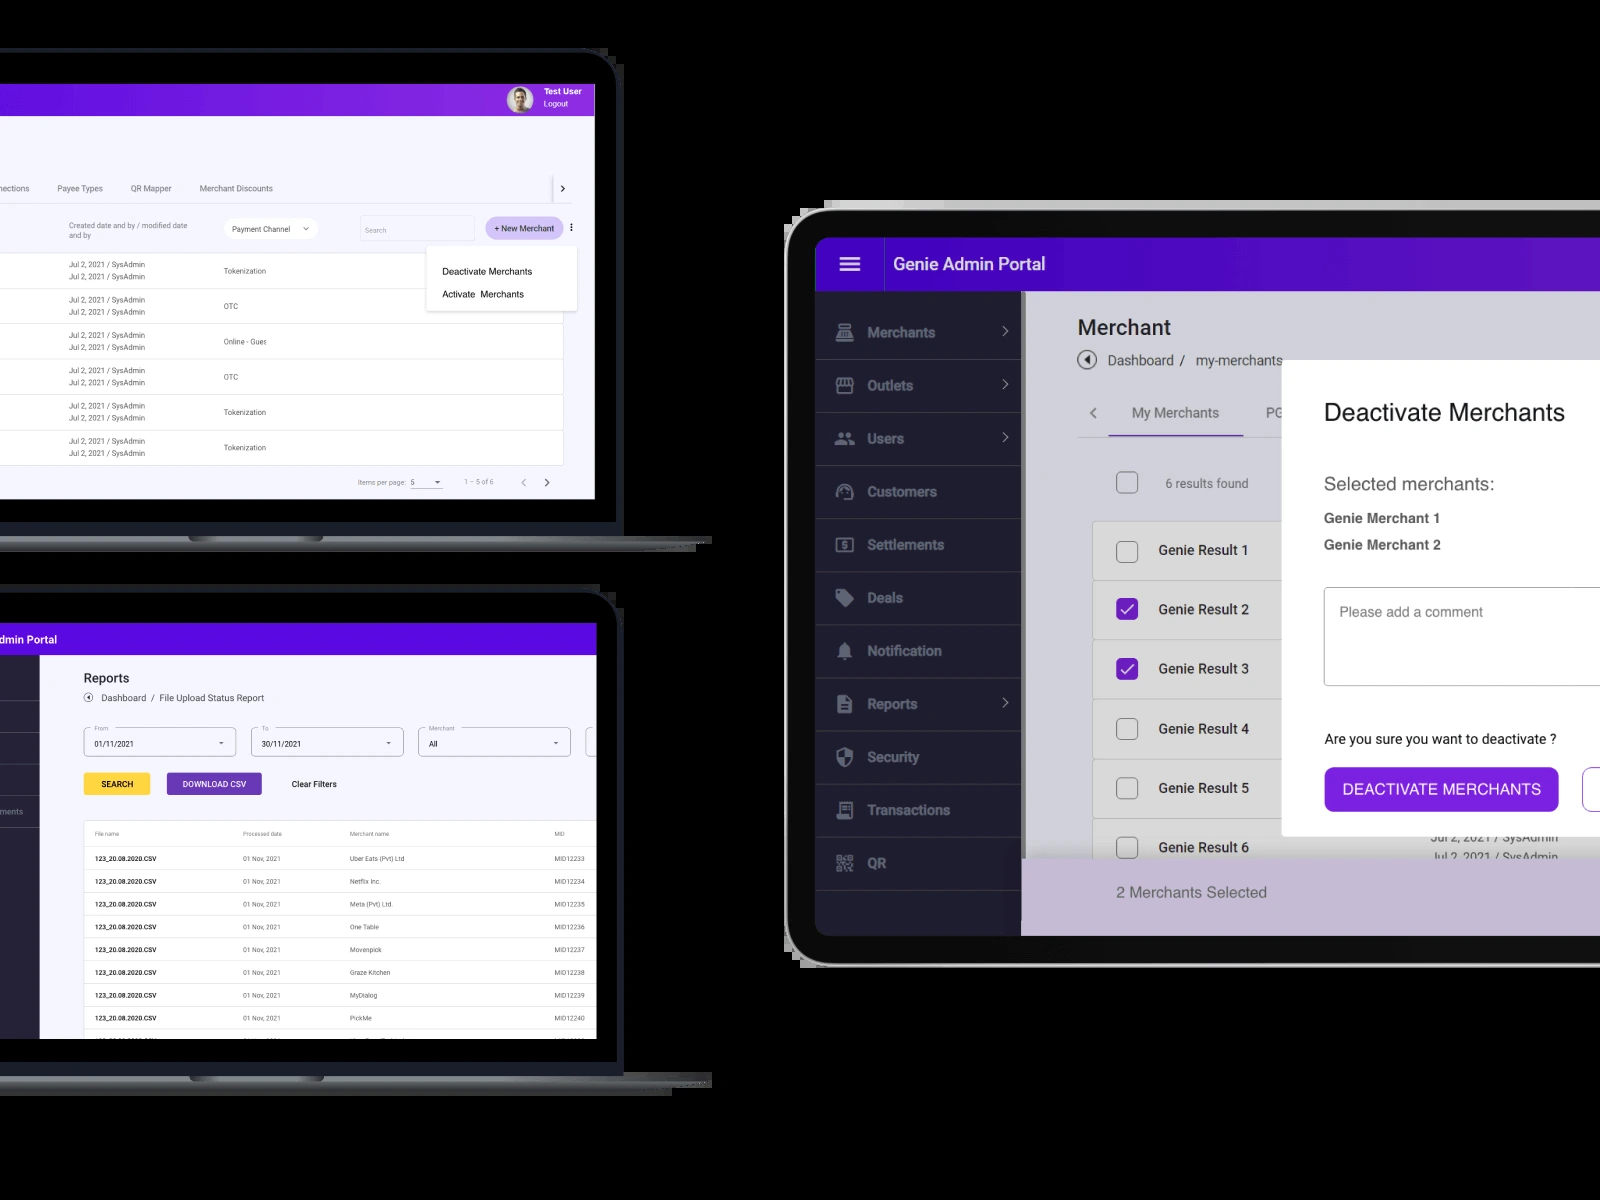 Test User
Logout
Payee Types
QR Mapper
Merchant Discounts
Created date and by / modified date
and by
Payment Channel
Search
+ New Merchant
Deactivate Merchants
Activate Merchants
Jul 2, 2021 / SysAdmin
Jul 2, 2021 / SysAdmin
Tokenization
Jul 2, 2021 / SysAdmin
Jul 2, 2021 / SysAdmin
OTC
Jul 2, 2021 / SysAdmin
Jul 2, 2021 / SysAdmin
Online - Gues
Jul 2, 2021 / SysAdmin
Jul 2, 2021 / SysAdmin
OTC
Jul 2, 2021 / SysAdmin
Jul 2, 2021 / SysAdmin
Tokenization
Jul 2, 2021 / SysAdmin
Jul 2, 2021 / SysAdmin
Tokenization
Items per page: 5
1 – 5 of 6
dmin Portal
ments
Reports
Dashboard / File Upload Status Report
From
01/11/2021
To
30/11/2021
Merchant
All
SEARCH
DOWNLOAD CSV
Clear Filters
File name Processed date Merchant name MID
123_20.08.2020.CSV 01 Nov, 2021 Uber Eats (Pvt) Ltd MID12233
123_20.08.2020.CSV 01 Nov, 2021 Netflix Inc. MID12234
123_20.08.2020.CSV 01 Nov, 2021 Meta (Pvt) Ltd. MID12235
123_20.08.2020.CSV 01 Nov, 2021 One Table MID12236
123_20.08.2020.CSV 01 Nov, 2021 Movenpick MID12237
123_20.08.2020.CSV 01 Nov, 2021 Graze Kitchen MID12238
123_20.08.2020.CSV 01 Nov, 2021 MyDialog MID12239
123_20.08.2020.CSV 01 Nov, 2021 PickMe MID12240
Genie Admin Portal
Merchants
Outlets
Users
Customers
Settlements
Deals
Notification
Reports
Security
Transactions
QR
Merchant
Dashboard / my-merchants
My Merchants
PG
6 results found
Genie Result 1
Genie Result 2
Genie Result 3
Genie Result 4
Genie Result 5
Genie Result 6
Jul 2, 2021 / SysAdmin
Jul 2, 2021 / SysAdmin
2 Merchants Selected
Deactivate Merchants
Selected merchants:
Genie Merchant 1
Genie Merchant 2
Please add a comment
Are you sure you want to deactivate ?
DEACTIVATE MERCHANTS